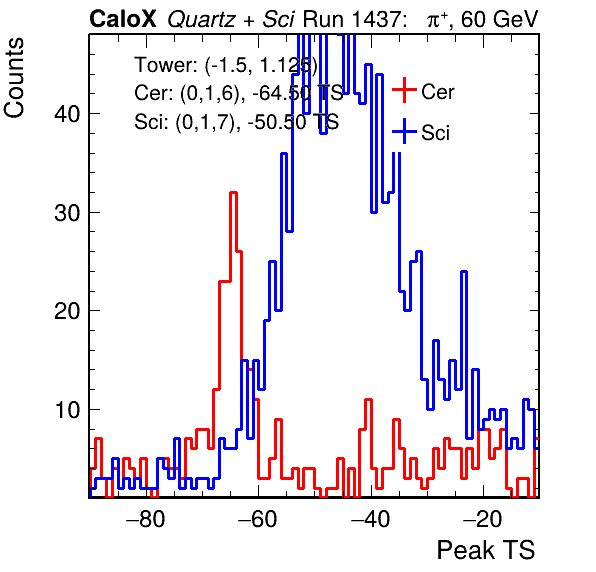 CaloX Quartz + Sci Run 1437: π⁺, 60 GeV
Counts
Tower: (-1.5, 1.125)
Cer: (0,1,6), -64.50 TS
Sci: (0,1,7), -50.50 TS
Cer
Sci
40
30
20
10
−80 −60 −40 −20
Peak TS